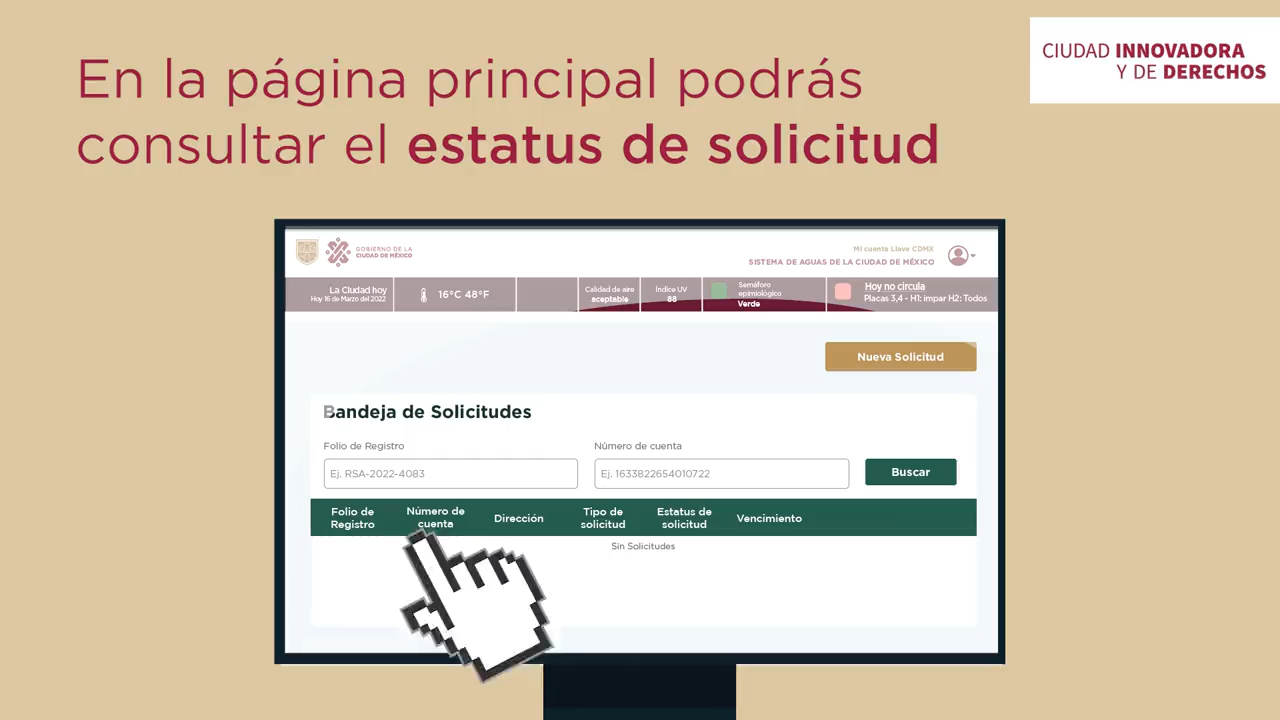 En la página principal podrás
consultar el estatus de solicitud
CIUDAD INNOVADORA
Y DE DERECHOS
GOBIERNO DE LA
CIUDAD DE MÉXICO
Mi cuenta Llave CDMX
SISTEMA DE AGUAS DE LA CIUDAD DE MÉXICO
La Ciudad hoy
Hoy 16 de Marzo del 2022
16°C 48°F
Calidad de aire
aceptable
Índice UV
88
Semáforo
epimiológico
Verde
Hoy no circula
Placas 3,4 - H1: impar H2: Todos
Nueva Solicitud
Bandeja de Solicitudes
Folio de Registro
Número de cuenta
Ej. RSA-2022-4083
Ej. 1633822654010722
Buscar
Folio de
Registro
Número de
cuenta
Dirección
Tipo de
solicitud
Estatus de
solicitud
Vencimiento
Sin Solicitudes